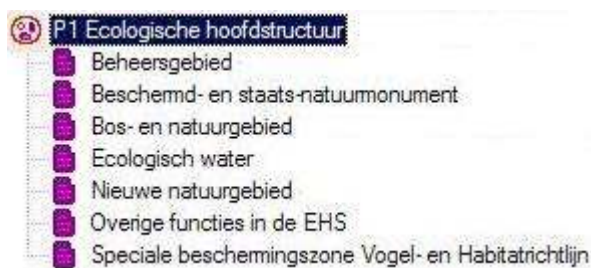 P1 Ecologische hoofdstructuur
Beheersgebied
Beschermd- en staats-natuurmonument
Bos- en natuurgebied
Ecologisch water
Nieuwe natuurgebied
Overige functies in de EHS
Speciale beschermingszone Vogel- en Habitatrichtlijn